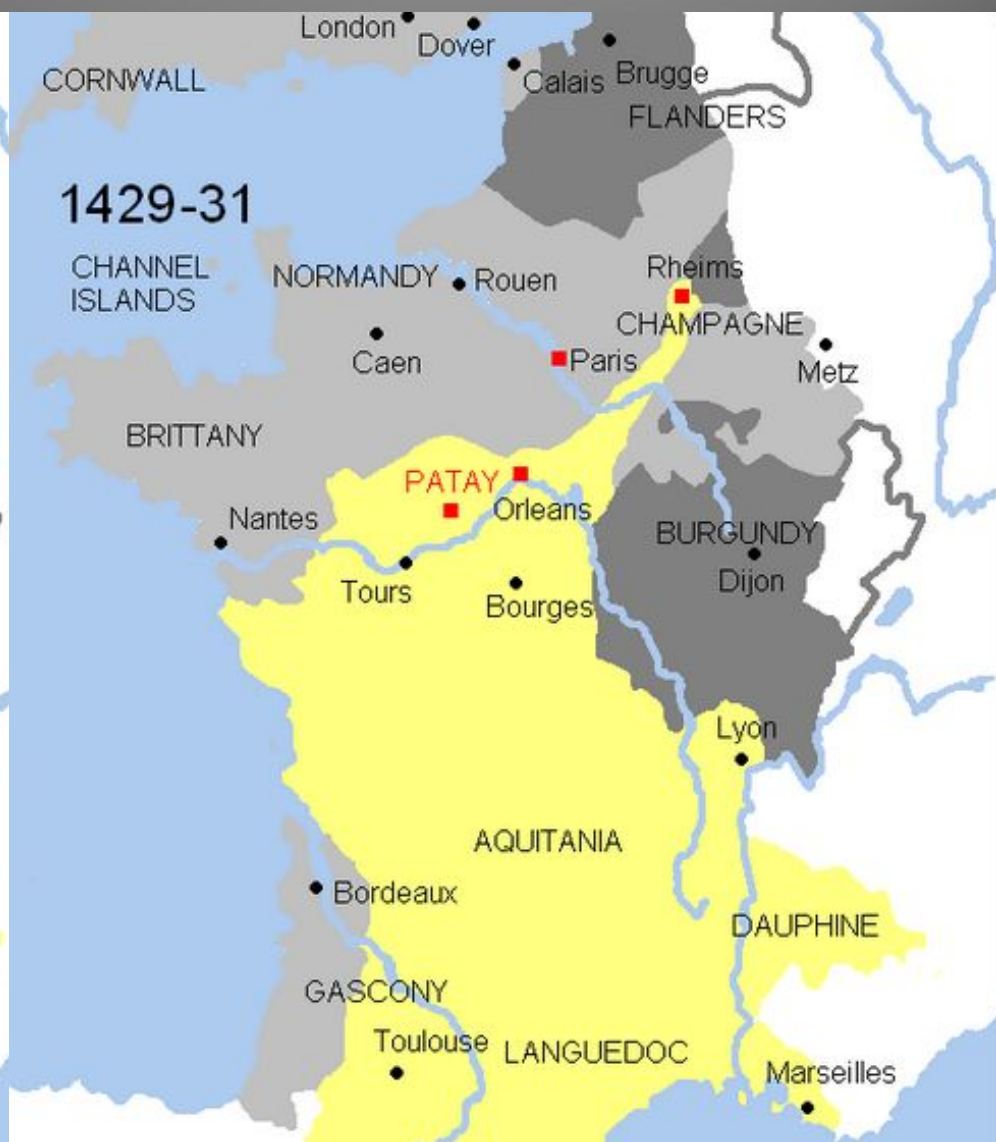 London
Dover
CORNWALL
Calais
Brugge
FLANDERS
1429-31
CHANNEL
ISLANDS
NORMANDY
Rouen
Rheims
CHAMPAGNE
Caen
Paris
Metz
BRITTANY
PATAY
Orleans
Nantes
BURGUNDY
Dijon
Tours
Bourges
Lyon
AQUITANIA
Bordeaux
DAUPHINE
GASCONY
Toulouse
LANGUEDOC
Marseilles